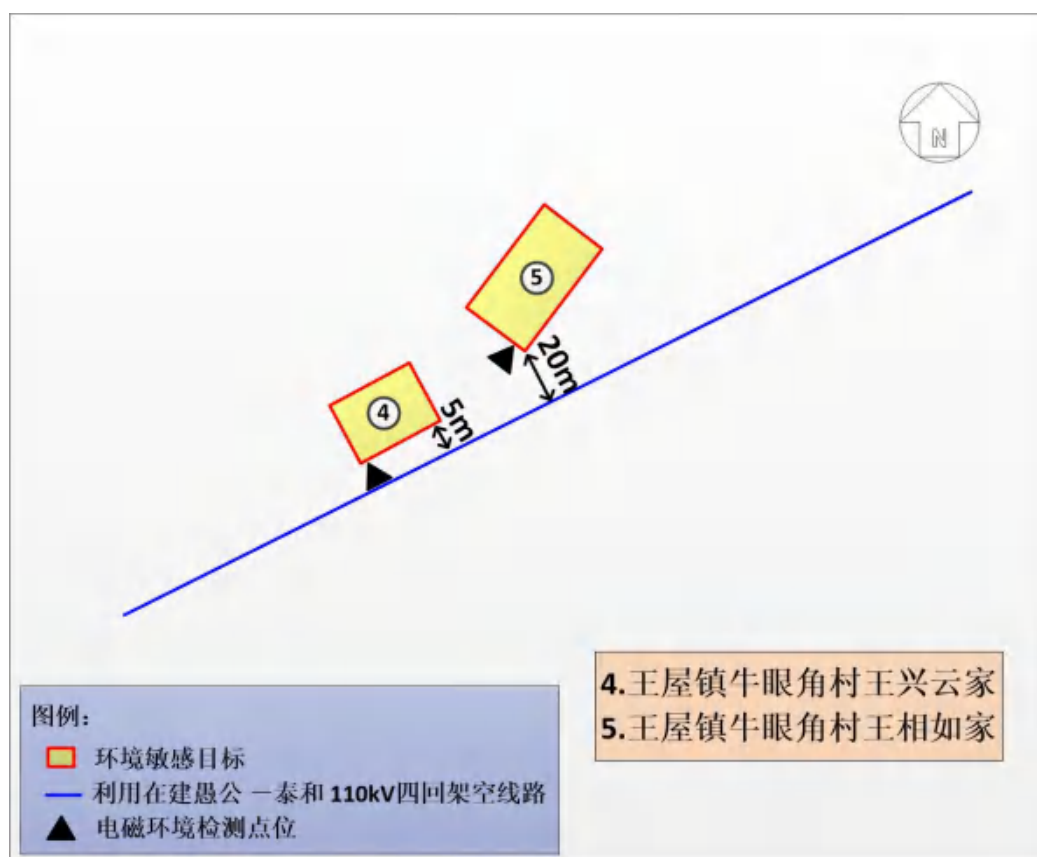 N
5
20m
4
5m
4.王屋镇牛眼角村王兴云家
5.王屋镇牛眼角村王相如家
图例：
环境敏感目标
利用在建愚公 一泰和 110kV四回架空线路
电磁环境检测点位